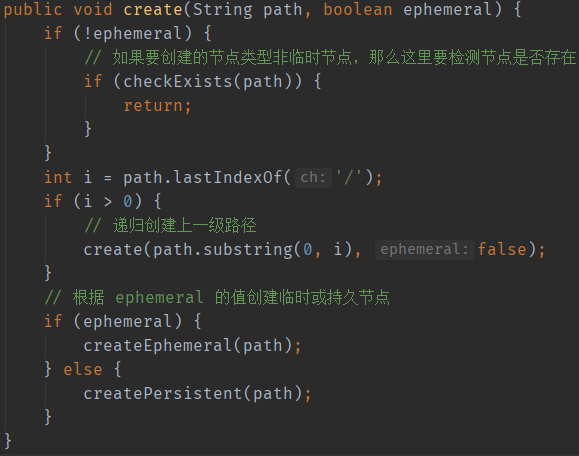 public void create(String path, boolean ephemeral) {
    if (!ephemeral) {
        // 如果要创建的节点类型非临时节点，那么这里要检测节点是否存在
        if (checkExists(path)) {
            return;
        }
    }
    int i = path.lastIndexOf( ch: '/');
    if (i > 0) {
        // 递归创建上一级路径
        create(path.substring(0, i), ephemeral: false);
    }
    // 根据 ephemeral 的值创建临时或持久节点
    if (ephemeral) {
        createEphemeral(path);
    } else {
        createPersistent(path);
    }
}